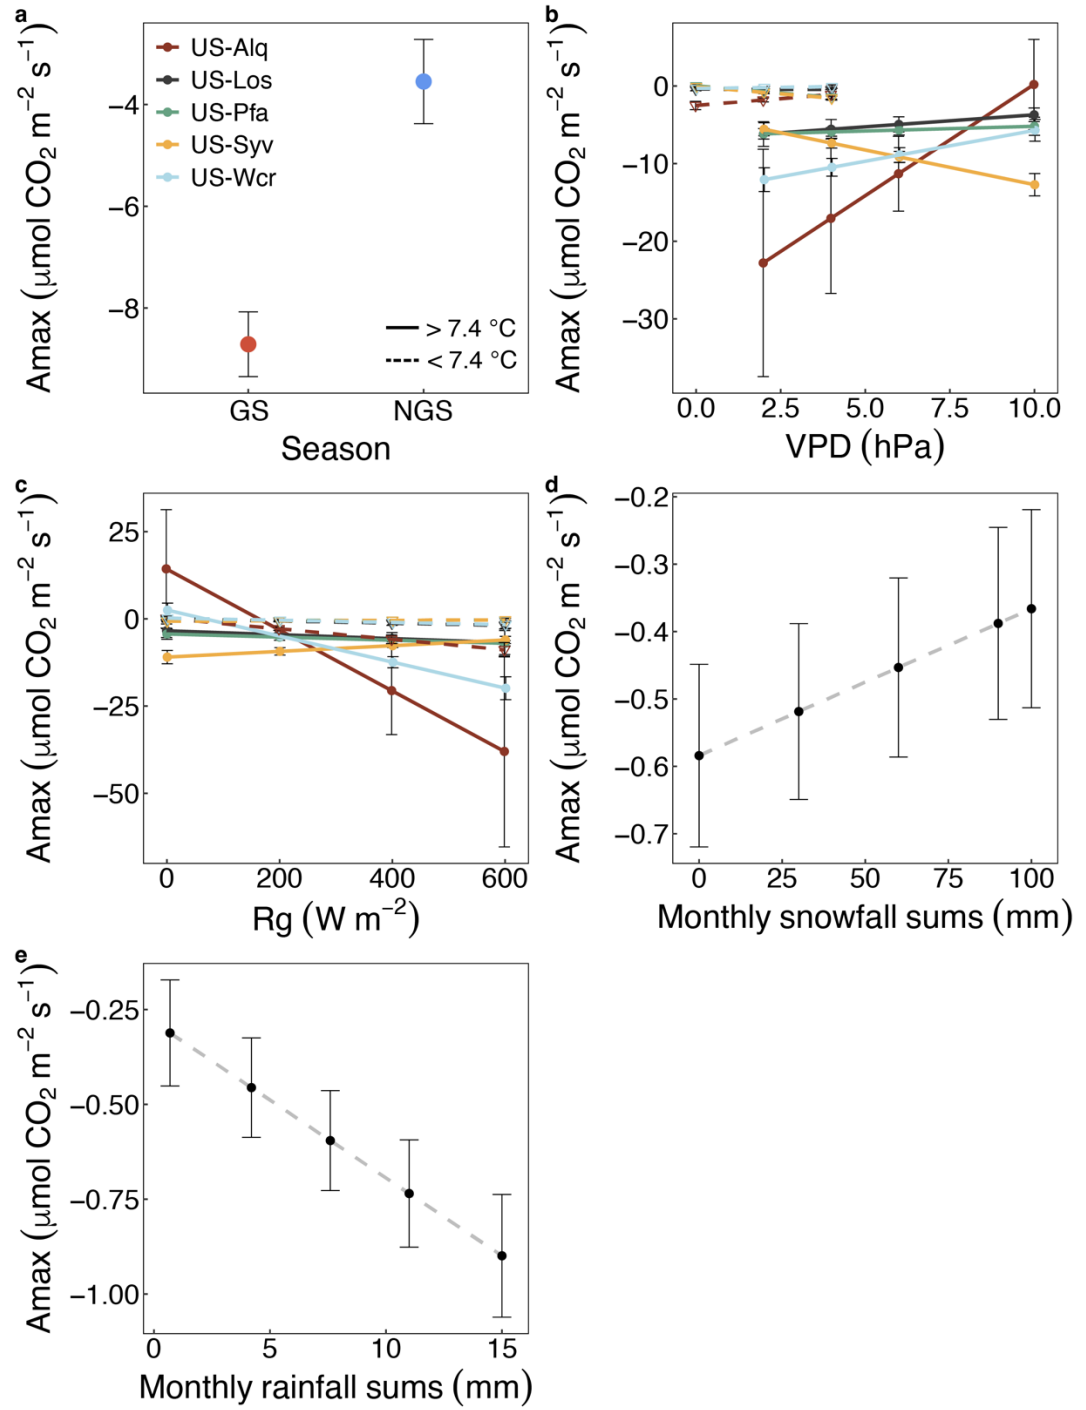 a
Amax (μmol CO₂ m⁻² s⁻¹)
−4
−6
−8
US-Alq
US-Los
US-Pfa
US-Syv
US-Wcr
> 7.4 °C
< 7.4 °C
GS NGS
Season
b
Amax (μmol CO₂ m⁻² s⁻¹)
0
−10
−20
−30
0.0 2.5 5.0 7.5 10.0
VPD (hPa)
c
Amax (μmol CO₂ m⁻² s⁻¹)
25
0
−25
−50
0 200 400 600
Rg (W m⁻²)
d
Amax (μmol CO₂ m⁻² s⁻¹)
−0.2
−0.3
−0.4
−0.5
−0.6
−0.7
0 25 50 75 100
Monthly snowfall sums (mm)
e
Amax (μmol CO₂ m⁻² s⁻¹)
−0.25
−0.50
−0.75
−1.00
0 5 10 15
Monthly rainfall sums (mm)